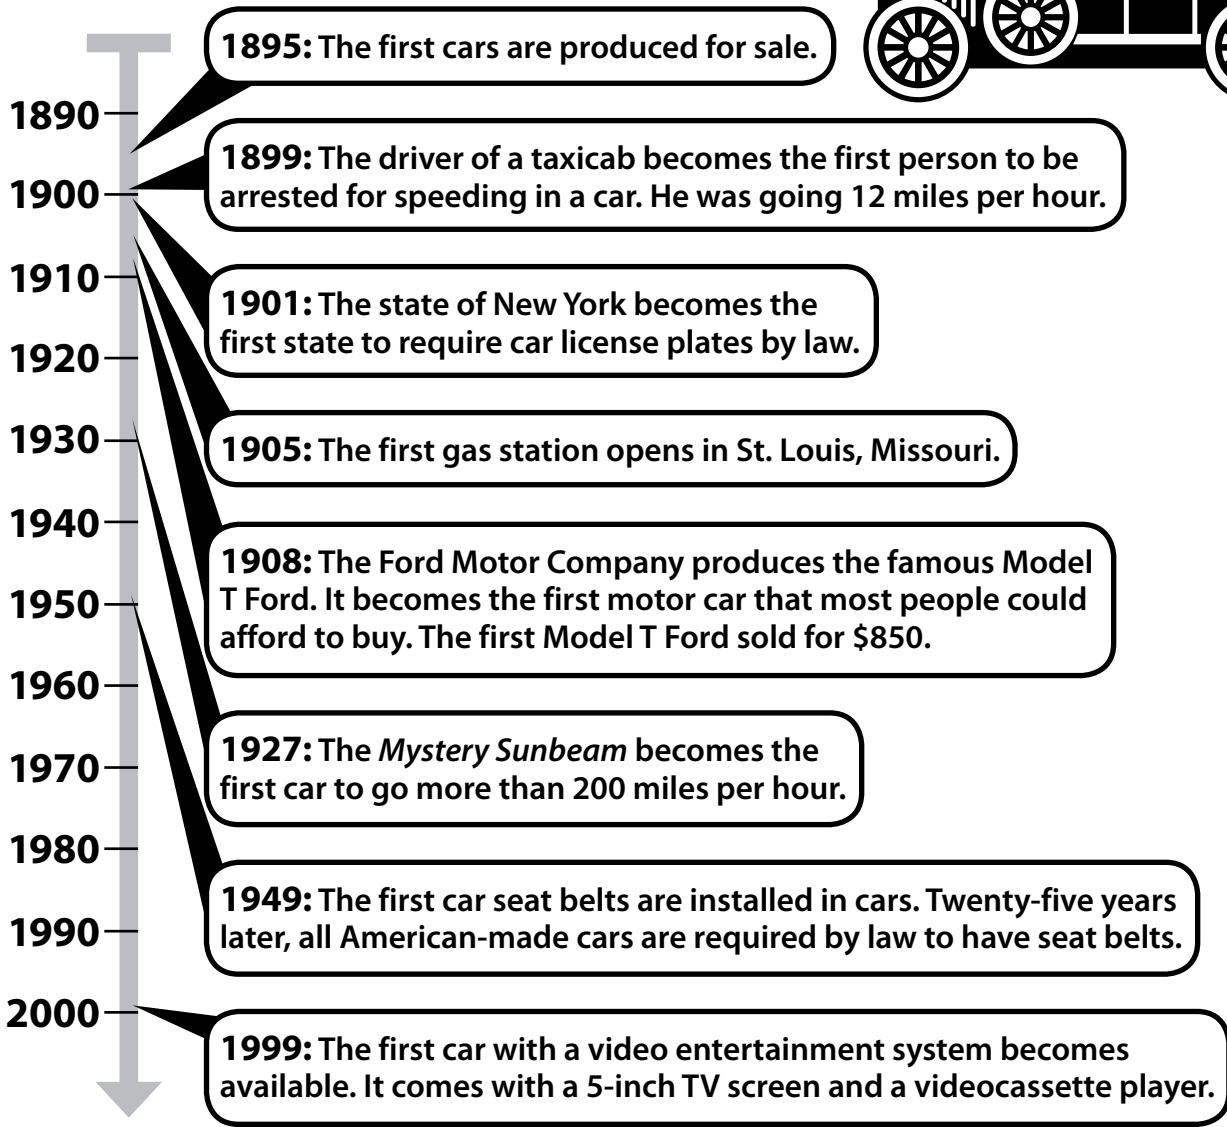 1895: The first cars are produced for sale.
1890
1899: The driver of a taxicab becomes the first person to be
arrested for speeding in a car. He was going 12 miles per hour.
1900
1910
1901: The state of New York becomes the
first state to require car license plates by law.
1920
1930
1905: The first gas station opens in St. Louis, Missouri.
1940
1908: The Ford Motor Company produces the famous Model
T Ford. It becomes the first motor car that most people could
afford to buy. The first Model T Ford sold for $850.
1950
1960
1927: The Mystery Sunbeam becomes the
first car to go more than 200 miles per hour.
1970
1980
1949: The first car seat belts are installed in cars. Twenty-five years
later, all American-made cars are required by law to have seat belts.
1990
2000
1999: The first car with a video entertainment system becomes
available. It comes with a 5-inch TV screen and a videocassette player.